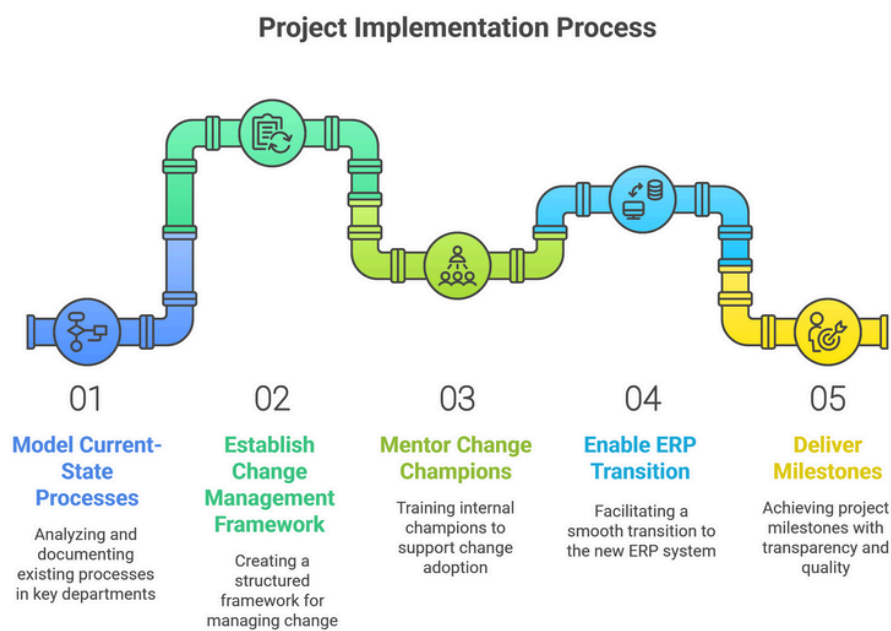 Project Implementation Process
01
Model Current-
State
Processes
Analyzing and
documenting
existing processes
in key departments
02
Establish
Change
Management
Framework
Creating a
structured
framework for
managing change
03
Mentor Change
Champions
Training internal
champions to
support change
adoption
04
Enable ERP
Transition
Facilitating a
smooth transition to
the new ERP system
05
Deliver
Milestones
Achieving project
milestones with
transparency and
quality